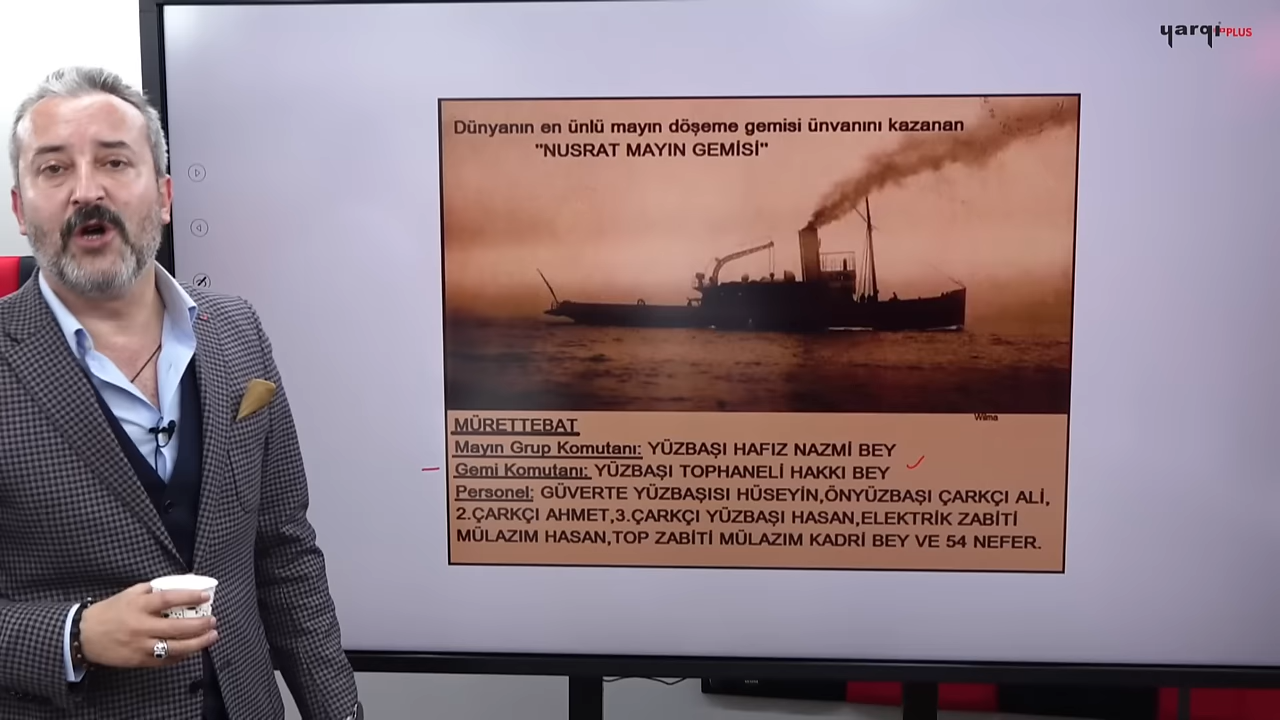 yarqı PLUS
Dünyanın en ünlü mayın döşeme gemisi ünvanını kazanan
"NUSRAT MAYIN GEMİSİ"
Wilma
MÜRETTEBAT
Mayın Grup Komutanı: YÜZBAŞI HAFIZ NAZMİ BEY
Gemi Komutanı: YÜZBAŞI TOPHANELİ HAKKI BEY
Personel: GÜVERTE YÜZBAŞISI HÜSEYİN,ÖNYÜZBAŞI ÇARKÇI ALİ,
2.ÇARKÇI AHMET,3.ÇARKÇI YÜZBAŞI HASAN,ELEKTRİK ZABİTİ
MÜLAZIM HASAN,TOP ZABİTİ MÜLAZIM KADRİ BEY VE 54 NEFER.